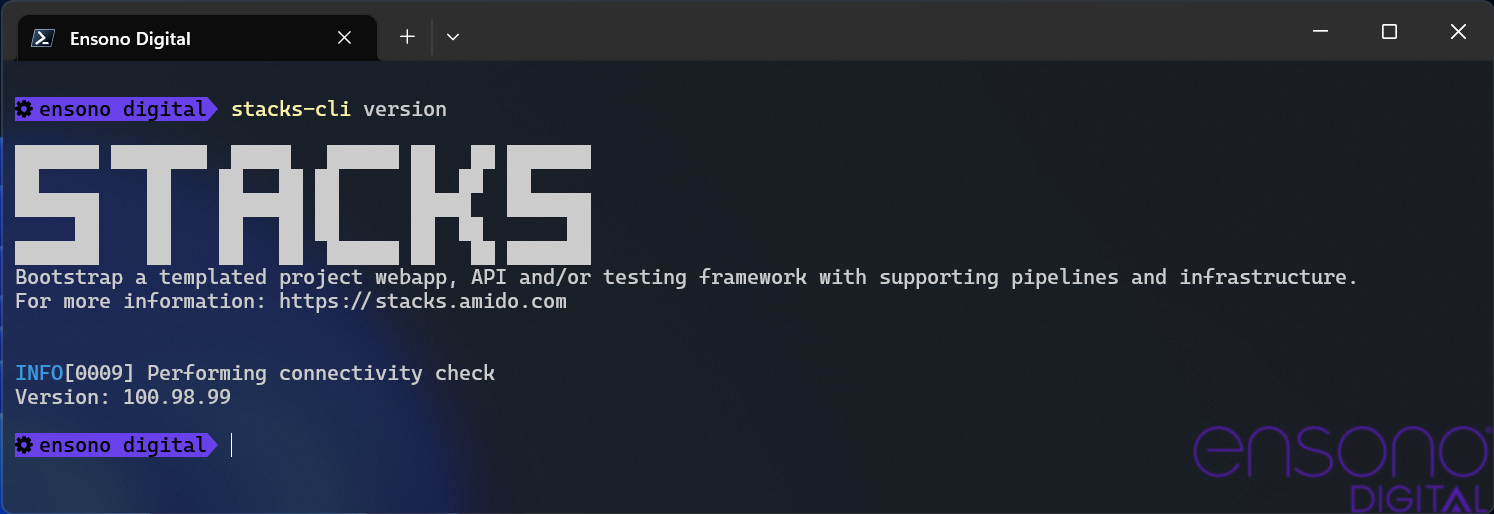 Ensono Digital
ensono digital stacks-cli version
STACKS
Bootstrap a templated project webapp, API and/or testing framework with supporting pipelines and infrastructure.
For more information: https://stacks.amido.com
INFO[0009] Performing connectivity check
Version: 100.98.99
ensono digital
ensono
DIGITAL